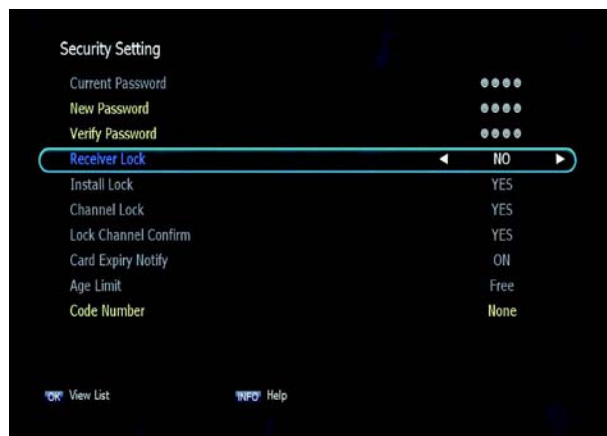 Security Setting
Current Password
New Password
Verify Password
Receiver Lock NO
Install Lock YES
Channel Lock YES
Lock Channel Confirm YES
Card Expiry Notify ON
Age Limit Free
Code Number None
OK View List INFO Help